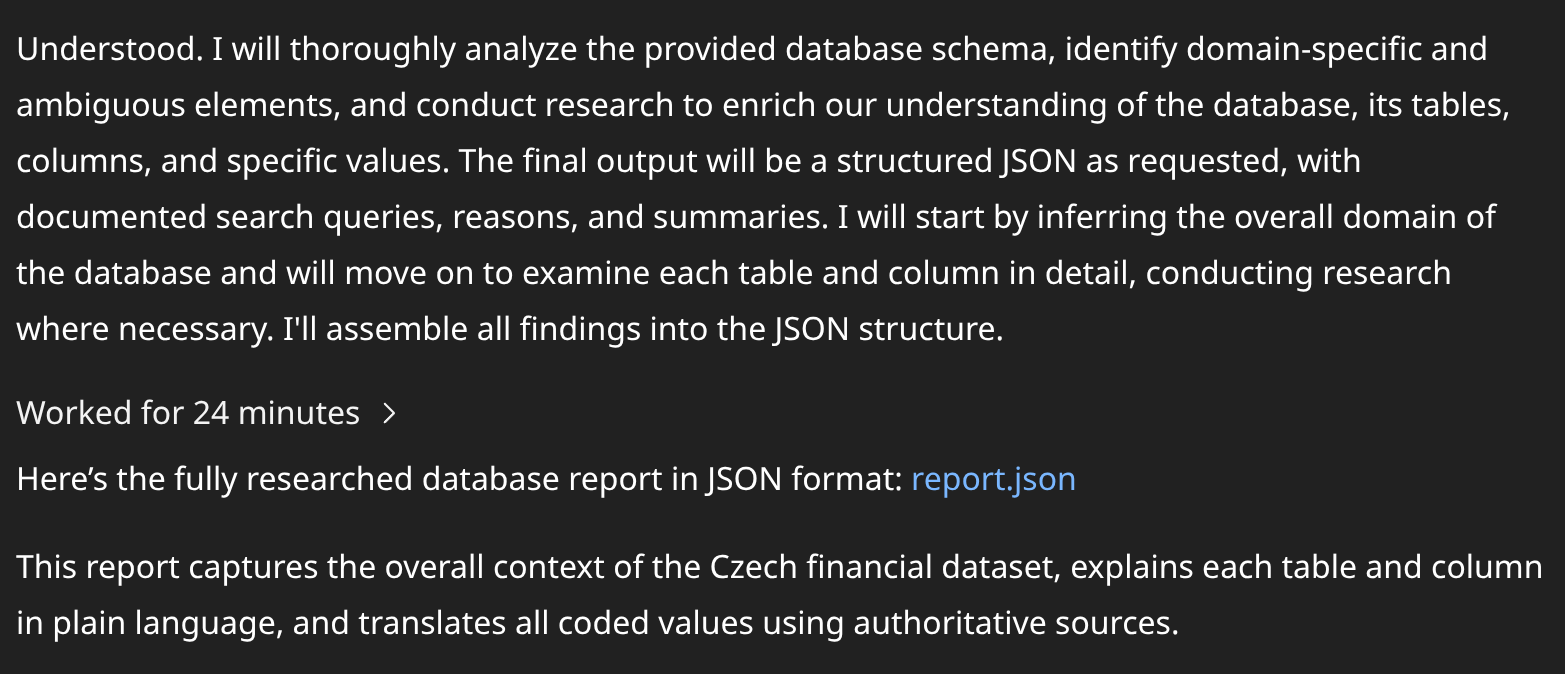 Understood. I will thoroughly analyze the provided database schema, identify domain-specific and
ambiguous elements, and conduct research to enrich our understanding of the database, its tables,
columns, and specific values. The final output will be a structured JSON as requested, with
documented search queries, reasons, and summaries. I will start by inferring the overall domain of
the database and will move on to examine each table and column in detail, conducting research
where necessary. I'll assemble all findings into the JSON structure.
Worked for 24 minutes >
Here’s the fully researched database report in JSON format: report.json
This report captures the overall context of the Czech financial dataset, explains each table and column
in plain language, and translates all coded values using authoritative sources.